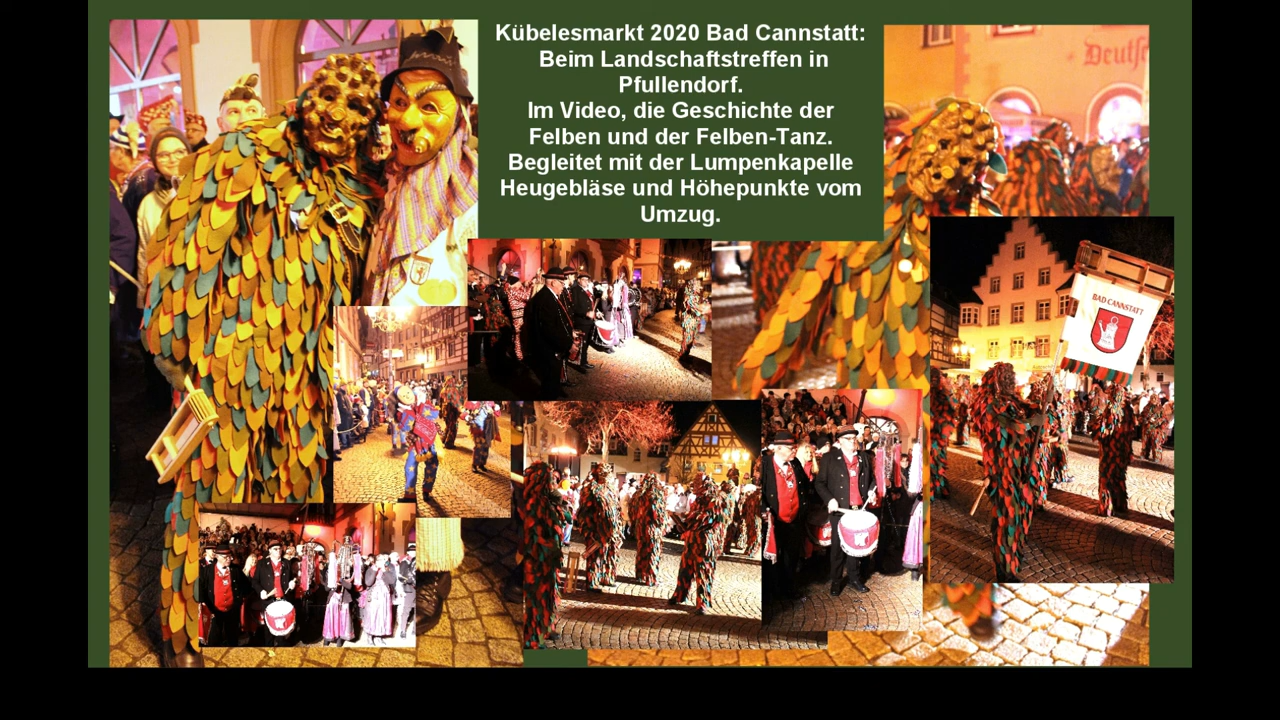 Kübelesmarkt 2020 Bad Cannstatt:
Beim Landschaftstreffen in
Pfullendorf.
Im Video, die Geschichte der
Felben und der Felben-Tanz.
Begleitet mit der Lumpenkapelle
Heugebläse und Höhepunkte vom
Umzug.
BAD CANNSTATT